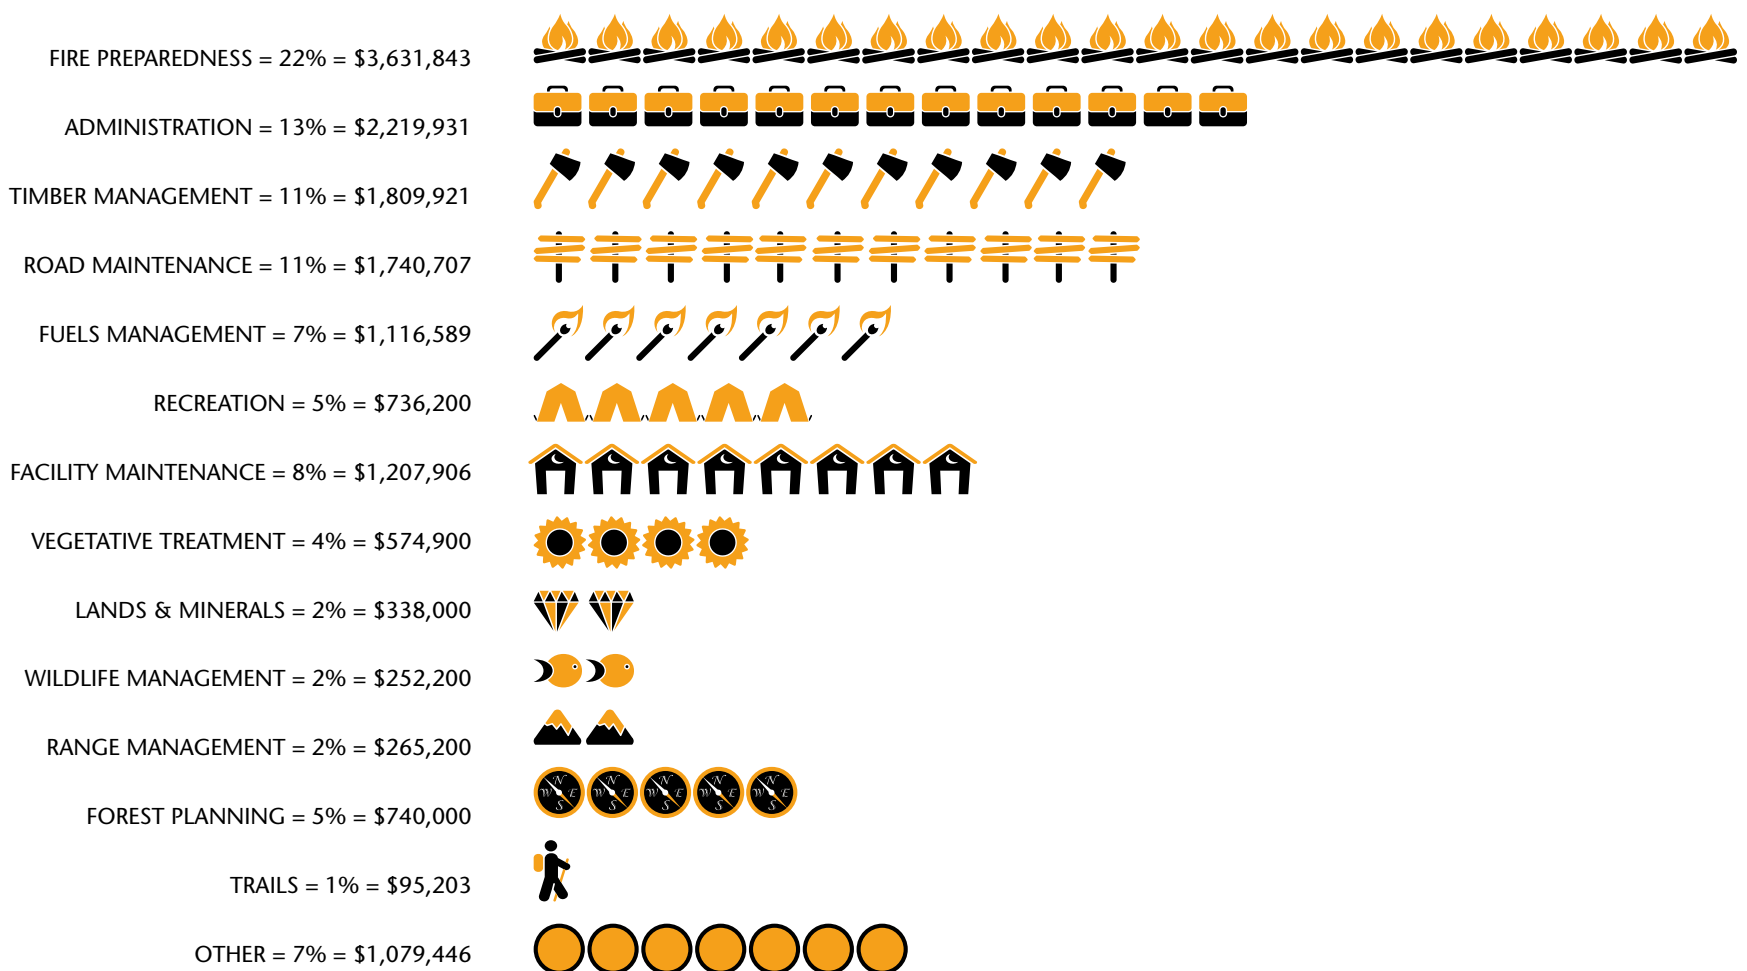 FIRE PREPAREDNESS = 22% = $3,631,843
ADMINISTRATION = 13% = $2,219,931
TIMBER MANAGEMENT = 11% = $1,809,921
ROAD MAINTENANCE = 11% = $1,740,707
FUELS MANAGEMENT = 7% = $1,116,589
RECREATION = 5% = $736,200
FACILITY MAINTENANCE = 8% = $1,207,906
VEGETATIVE TREATMENT = 4% = $574,900
LANDS & MINERALS = 2% = $338,000
WILDLIFE MANAGEMENT = 2% = $252,200
RANGE MANAGEMENT = 2% = $265,200
N N N N N
W E W E W E W E W E
S S S S S
FOREST PLANNING = 5% = $740,000
TRAILS = 1% = $95,203
OTHER = 7% = $1,079,446